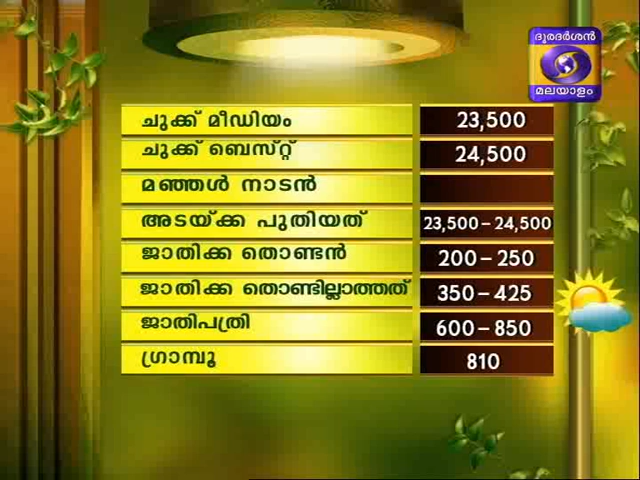 ദൂരദർശൻ
മലയാളം
ചുക്ക് മീഡിയം 23,500
ചുക്ക് ബെസ്റ്റ് 24,500
മഞ്ഞൾ നാടൻ
അടയ്ക്ക പുതിയത് 23,500–24,500
ജാതിക്ക തൊണ്ടൻ 200–250
ജാതിക്ക തൊണ്ടില്ലാത്തത് 350–425
ജാതിപത്രി 600–850
ഗ്രാമ്പൂ 810